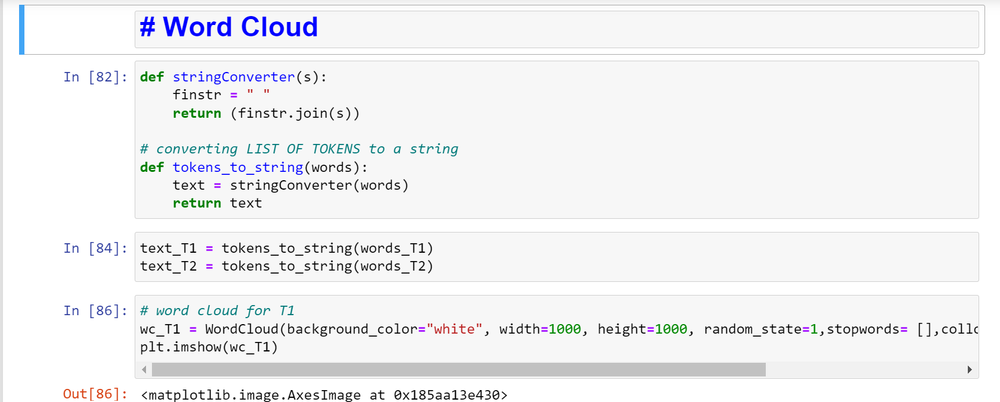 # Word Cloud
In [82]: def stringConverter(s):
    finstr = " "
    return (finstr.join(s))
# converting LIST OF TOKENS to a string
def tokens_to_string(words):
    text = stringConverter(words)
    return text
In [84]: text_T1 = tokens_to_string(words_T1)
text_T2 = tokens_to_string(words_T2)
In [86]: # word cloud for T1
wc_T1 = WordCloud(background_color="white", width=1000, height=1000, random_state=1,stopwords= [],
plt.imshow(wc_T1)
Out[86]: <matplotlib.image.AxesImage at 0x185aa13e430>